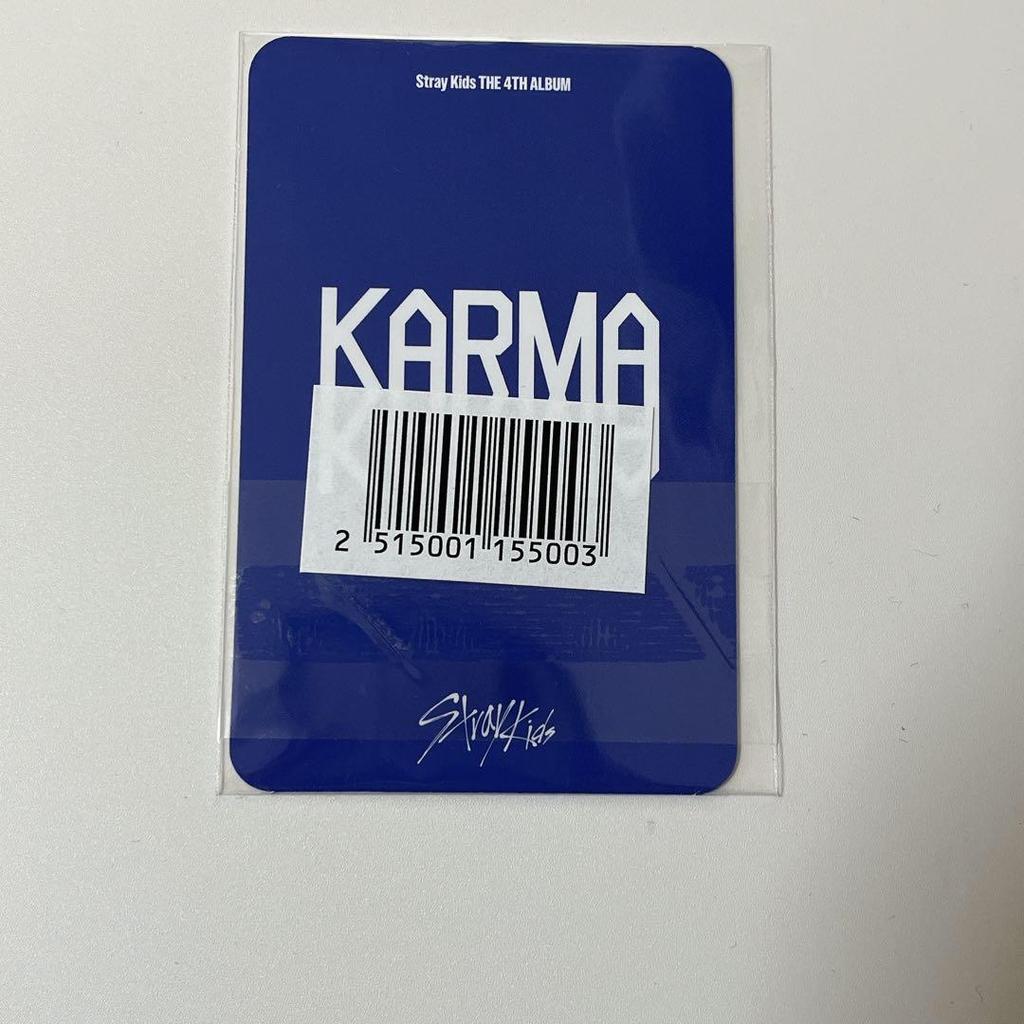 Stray Kids THE 4TH ALBUM
KARMA
2 515001 155003
Stray Kids